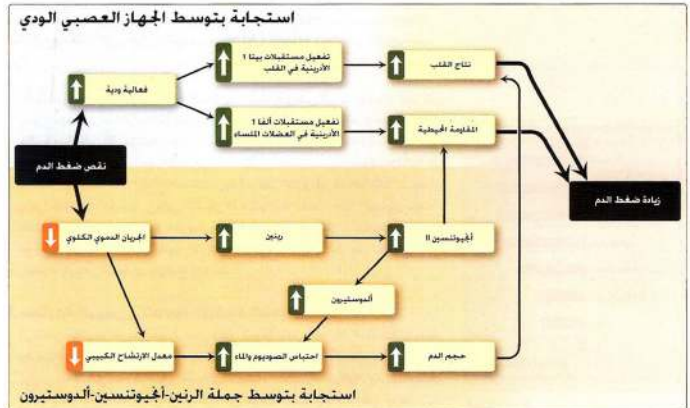 استجابة بتوسط الجهاز العصبي الودي
تفعيل مستقبلات بيتا 1
الأدرينية في القلب
نتاج القلب
فعالية ودية
تفعيل مستقبلات ألفا 1
الأدرينية في العضلات الملساء
المقاومة المحيطية
نقص ضغط الدم
زيادة ضغط الدم
الجريان الدموي الكلوي
رينين
أنجيوتنسين II
ألدوستيرون
معدل الارتشاح الكبيبي
احتباس الصوديوم والماء
حجم الدم
استجابة بتوسط جملة الرنين-أنجيوتنسين-ألدوستيرون